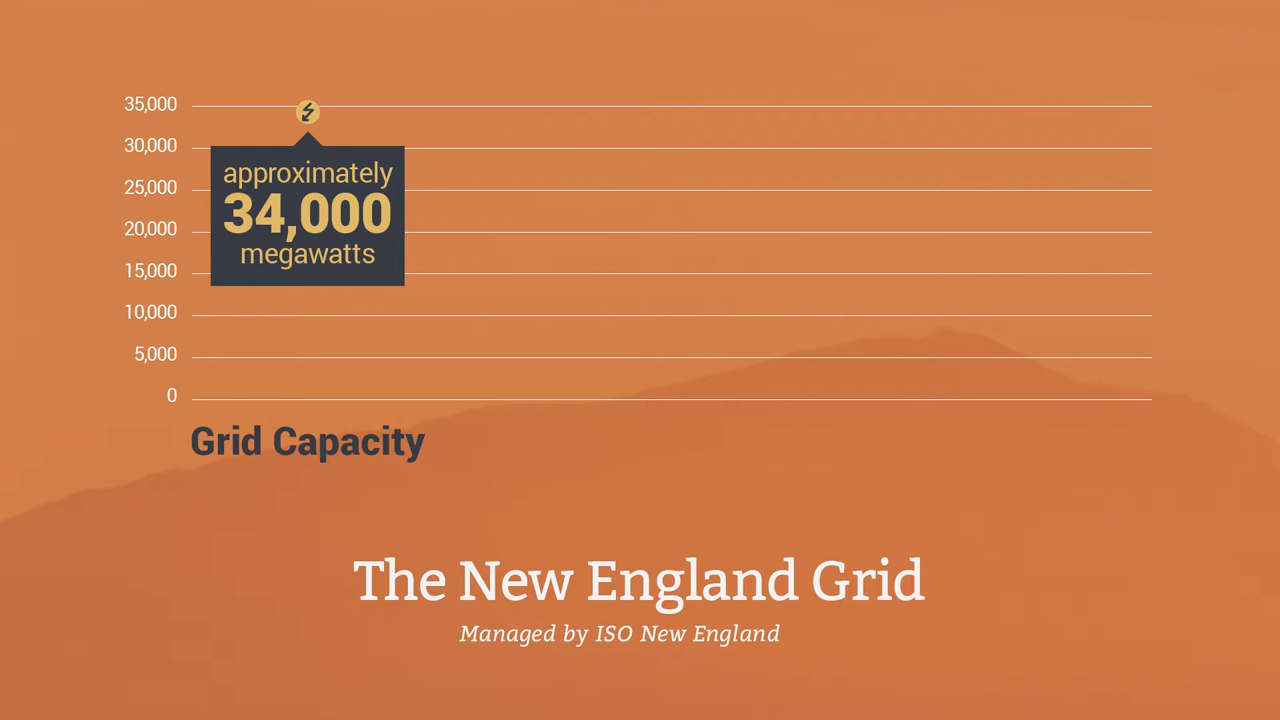 35,000
30,000
25,000
20,000
15,000
10,000
5,000
0
approximately
34,000
megawatts
Grid Capacity
The New England Grid
Managed by ISO New England